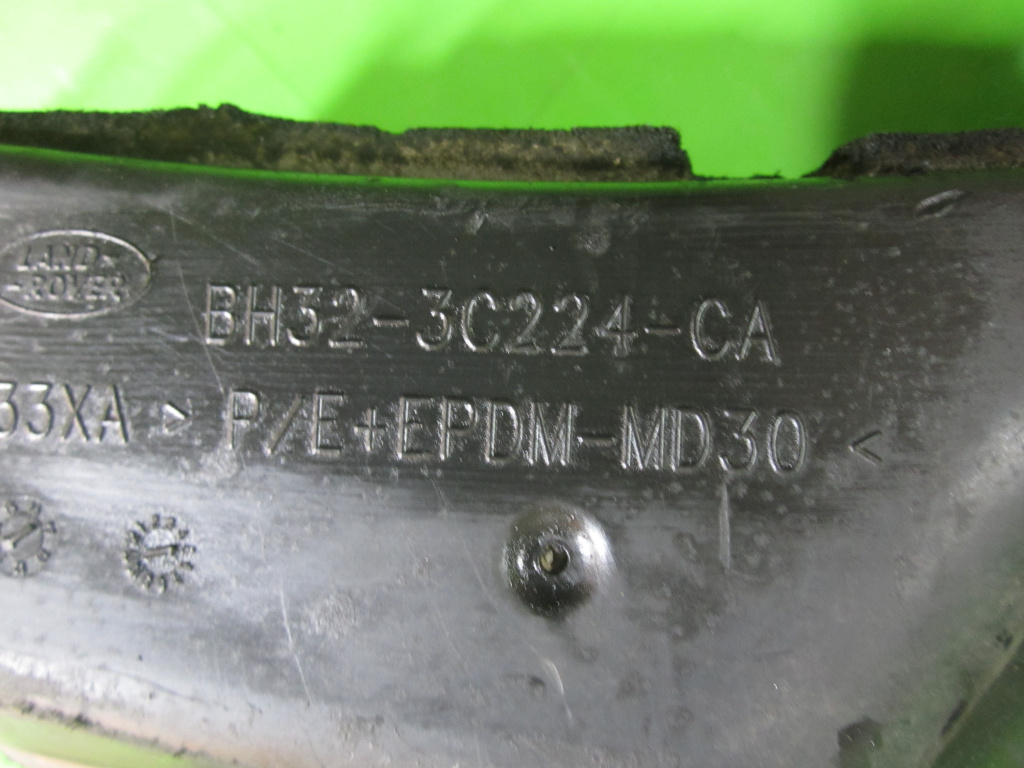 LAND-
-ROVER
BH32-3C224-CA
33XA > P/E+EPDM-MD30 <